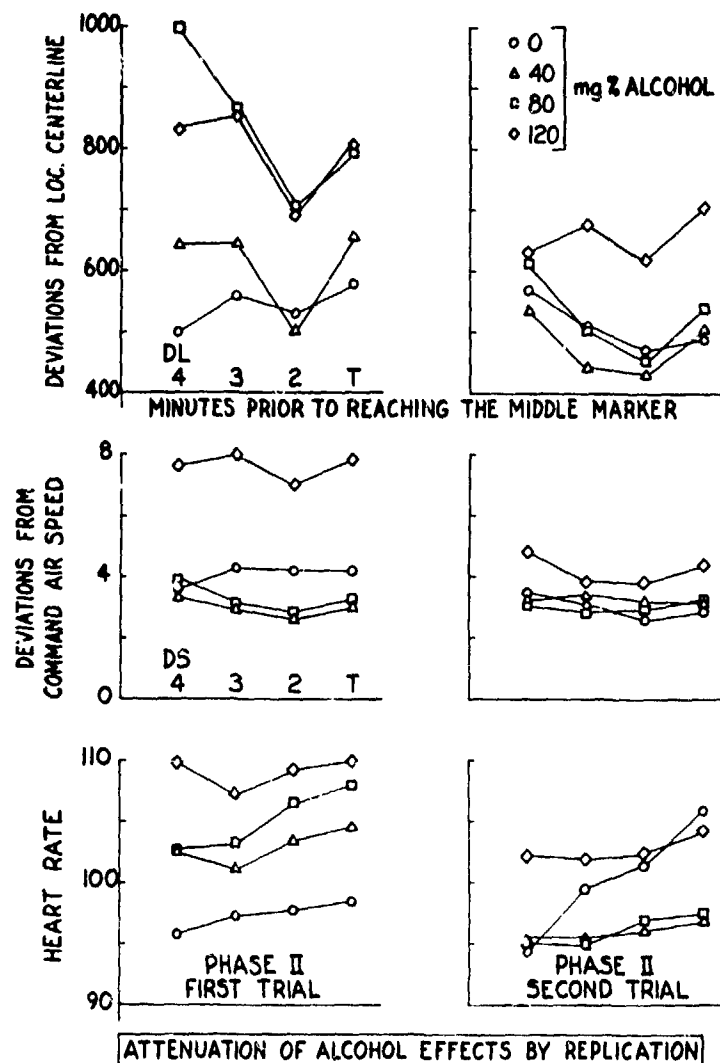 1000
800
600
400
DEVIATIONS FROM LOC. CENTERLINE
DL
4 3 2 T
0
40
80
120
mg % ALCOHOL
MINUTES PRIOR TO REACHING THE MIDDLE MARKER
8
4
0
DEVIATIONS FROM
COMMAND AIR SPEED
DS
4 3 2 T
110
100
90
HEART RATE
PHASE II
FIRST TRIAL
PHASE II
SECOND TRIAL
ATTENUATION OF ALCOHOL EFFECTS BY REPLICATION